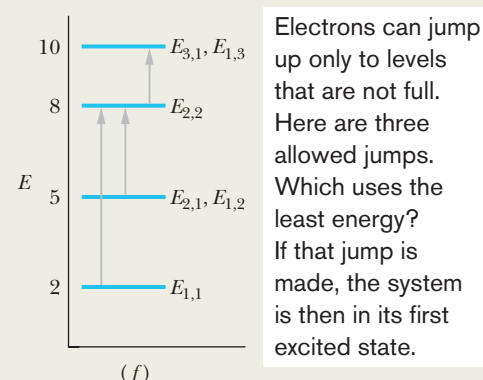 10
E3,1, E1,3
8
E2,2
E
5
E2,1, E1,2
2
E1,1
(f)
Electrons can jump
up only to levels
that are not full.
Here are three
allowed jumps.
Which uses the
least energy?
If that jump is
made, the system
is then in its first
excited state.